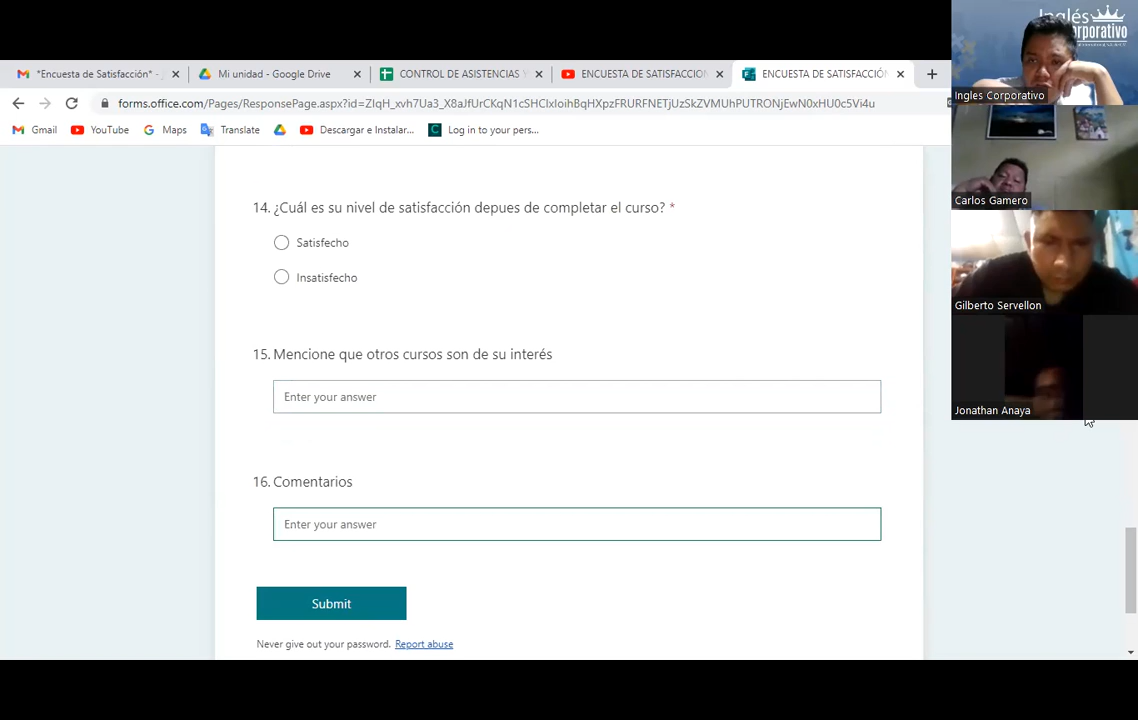 Inglés
Corporativo
*Encuesta de Satisfacción* -
Mi unidad - Google Drive
CONTROL DE ASISTENCIAS Y
ENCUESTA DE SATISFACCION
ENCUESTA DE SATISFACCIÓN
forms.office.com/Pages/ResponsePage.aspx?id=ZIqH_xvh7Ua3_X8aJfUrCKqN1cSHClxIoihBqHXpzFRURFNETjUzSkZVMUhPUTRONjEwN0xHU0c5Vi4u
Gmail
YouTube
Maps
Translate
Descargar e Instalar...
Log in to your pers...
Ingles Corporativo
Carlos Gamero
Gilberto Servellon
Jonathan Anaya
14. ¿Cuál es su nivel de satisfacción depues de completar el curso? *
Satisfecho
Insatisfecho
15. Mencione que otros cursos son de su interés
Enter your answer
16. Comentarios
Enter your answer
Submit
Never give out your password. Report abuse